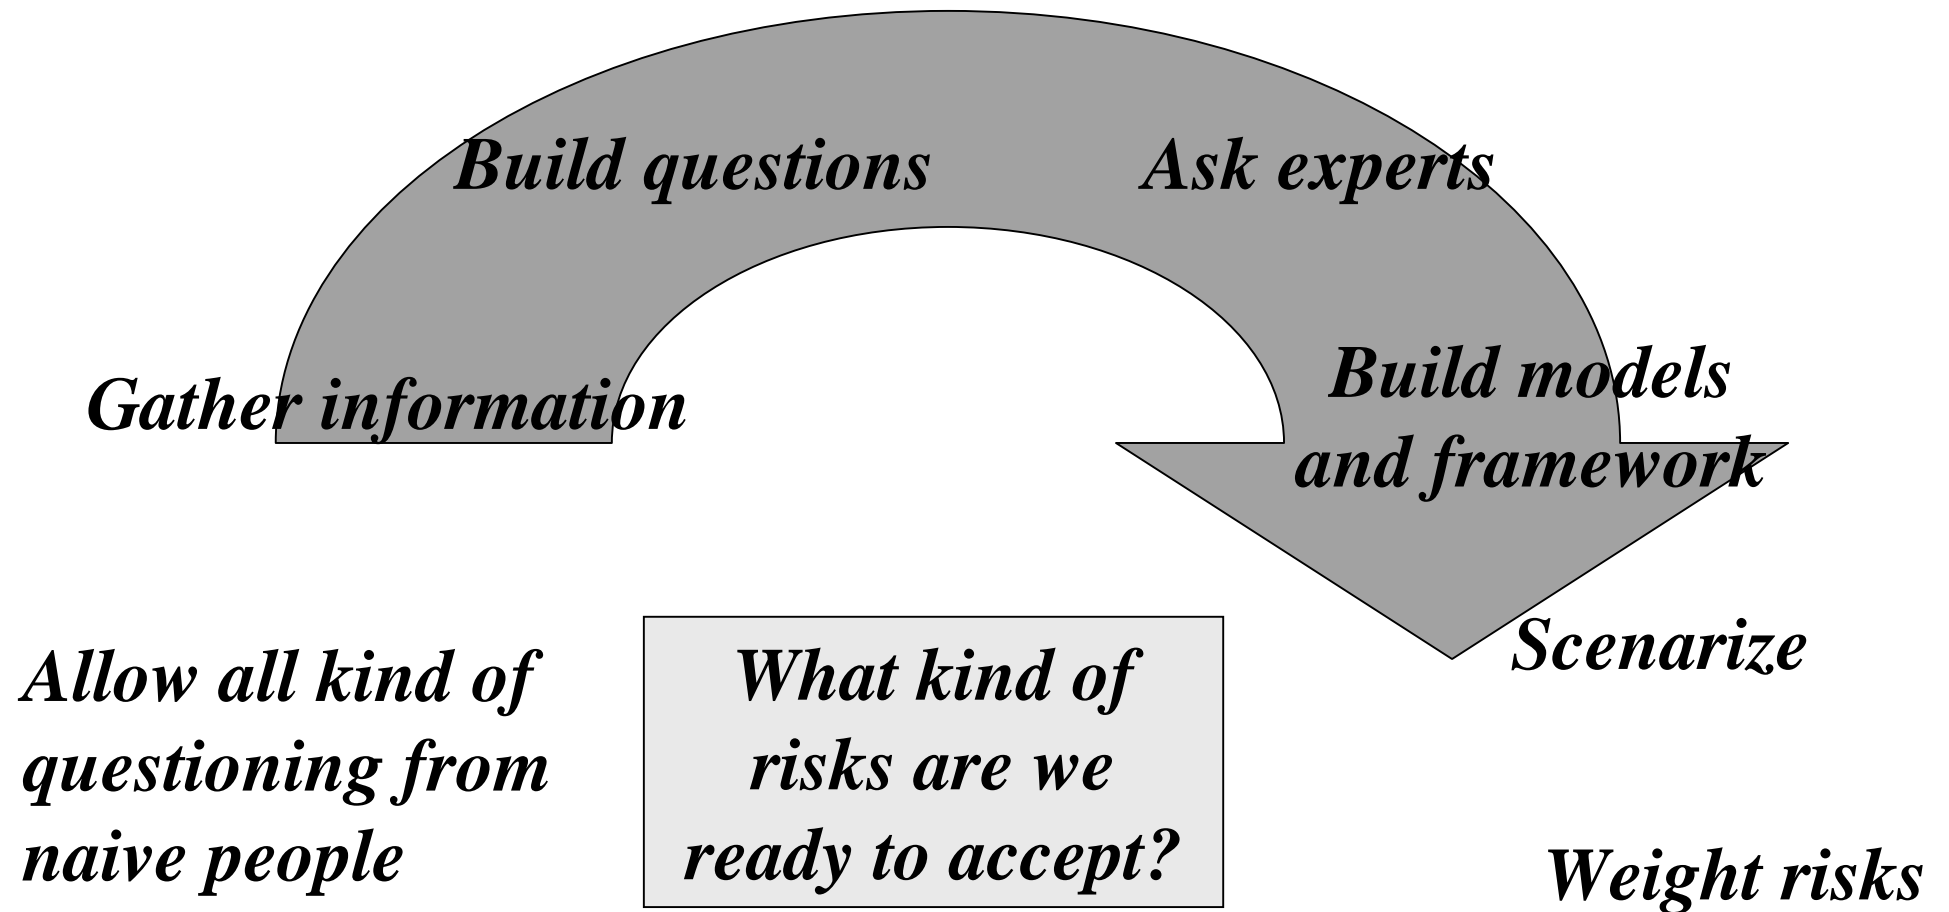 Build questions
Ask experts
Gather information
Build models
and framework
Scenarize
Allow all kind of
questioning from
naive people
What kind of
risks are we
ready to accept?
Weight risks